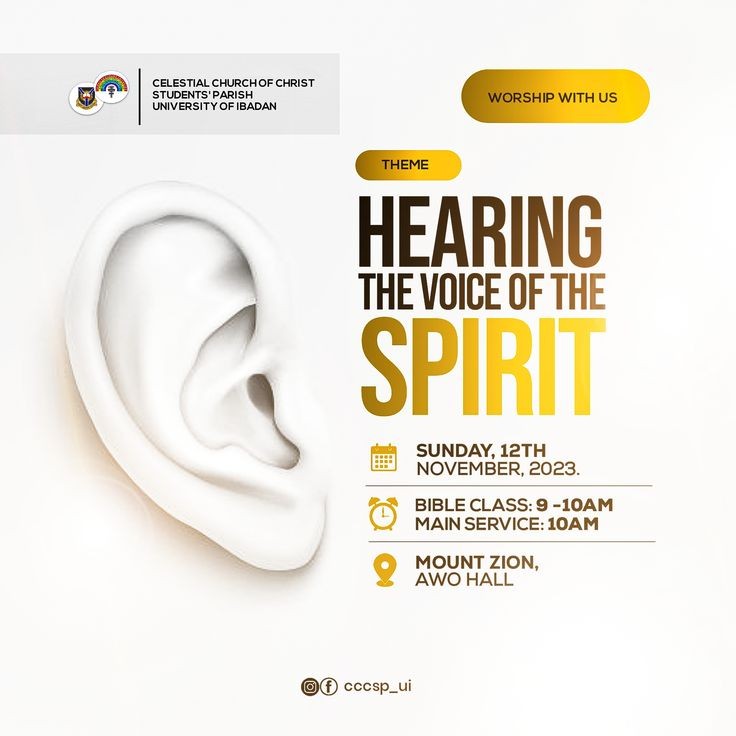 CELESTIAL CHURCH OF CHRIST
STUDENTS' PARISH
UNIVERSITY OF IBADAN
WORSHIP WITH US
THEME
HEARING
THE VOICE OF THE
SPIRIT
SUNDAY, 12TH
NOVEMBER, 2023.
BIBLE CLASS: 9 -10AM
MAIN SERVICE: 10AM
MOUNT ZION,
AWO HALL
cccsp_ui